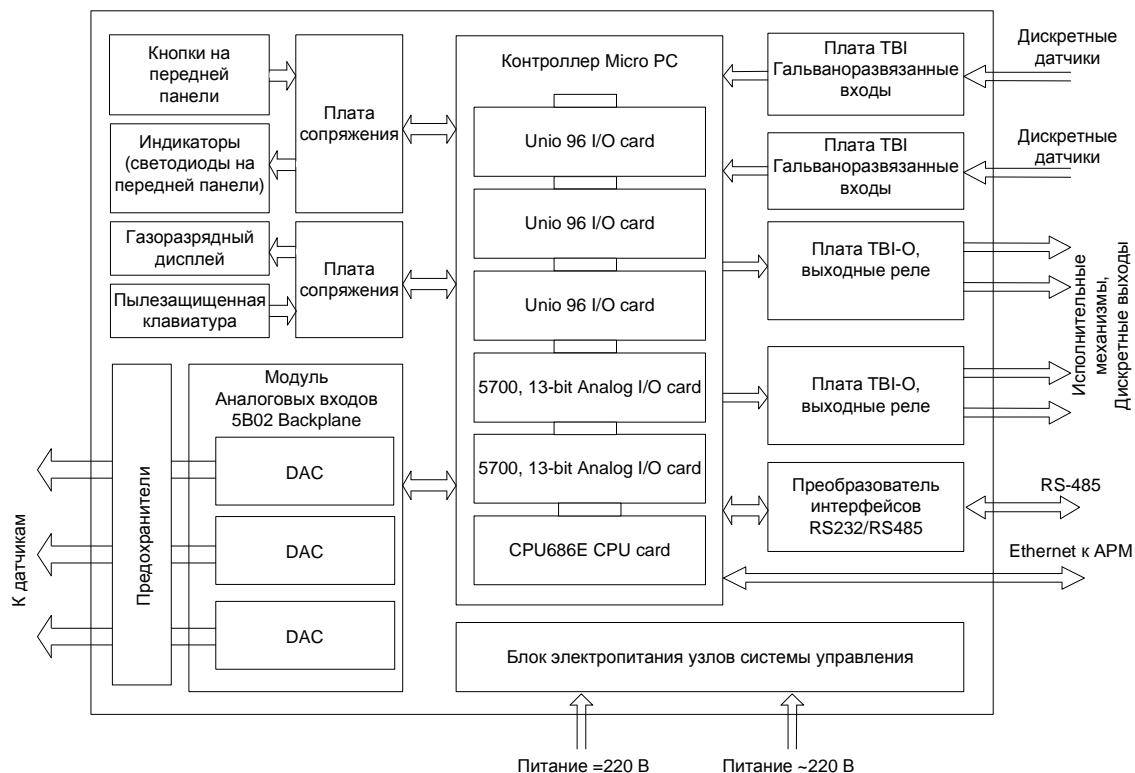 Кнопки на
передней
панели
Индикаторы
(светодиоды на
передней панели)
Газоразрядный
дисплей
Пылезащищенная
клавиатура
Плата
сопряжения
Плата
сопряжения
Контроллер Micro PC
Unio 96 I/O card
Unio 96 I/O card
Unio 96 I/O card
5700, 13-bit Analog I/O card
5700, 13-bit Analog I/O card
CPU686E CPU card
Плата TBI
Гальваноразвязанные
входы
Дискретные
датчики
Плата TBI
Гальваноразвязанные
входы
Дискретные
датчики
Плата TBI-O,
выходные реле
Плата TBI-O,
выходные реле
Исполнительные
механизмы,
Дискретные выходы
Преобразователь
интерфейсов
RS232/RS485
RS-485
Ethernet к АРМ
Модуль
Аналоговых входов
5B02 Backplane
DAC
DAC
DAC
Предохранители
К датчикам
Блок электропитания узлов системы управления
Питание =220 В
Питание ~220 В